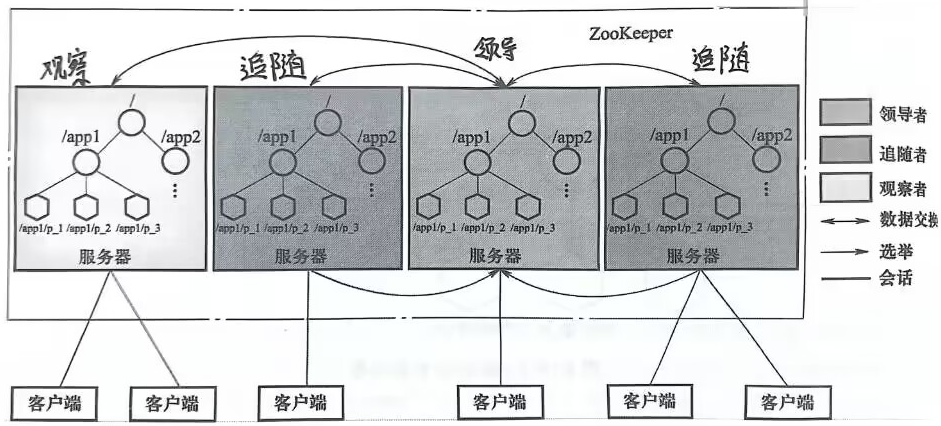 ZooKeeper
观察
追随
领导
追随
/
/app1
/app2
/app1/p_1 /app1/p_2 /app1/p_3
服务器
/
/app1
/app2
/app1/p_1 /app1/p_2 /app1/p_3
服务器
/
/app1
/app2
/app1/p_1 /app1/p_2 /app1/p_3
服务器
/
/app1
/app2
/app1/p_1 /app1/p_2 /app1/p_3
服务器
领导者
追随者
观察者
数据交换
选举
会话
客户端
客户端
客户端
客户端
客户端
客户端